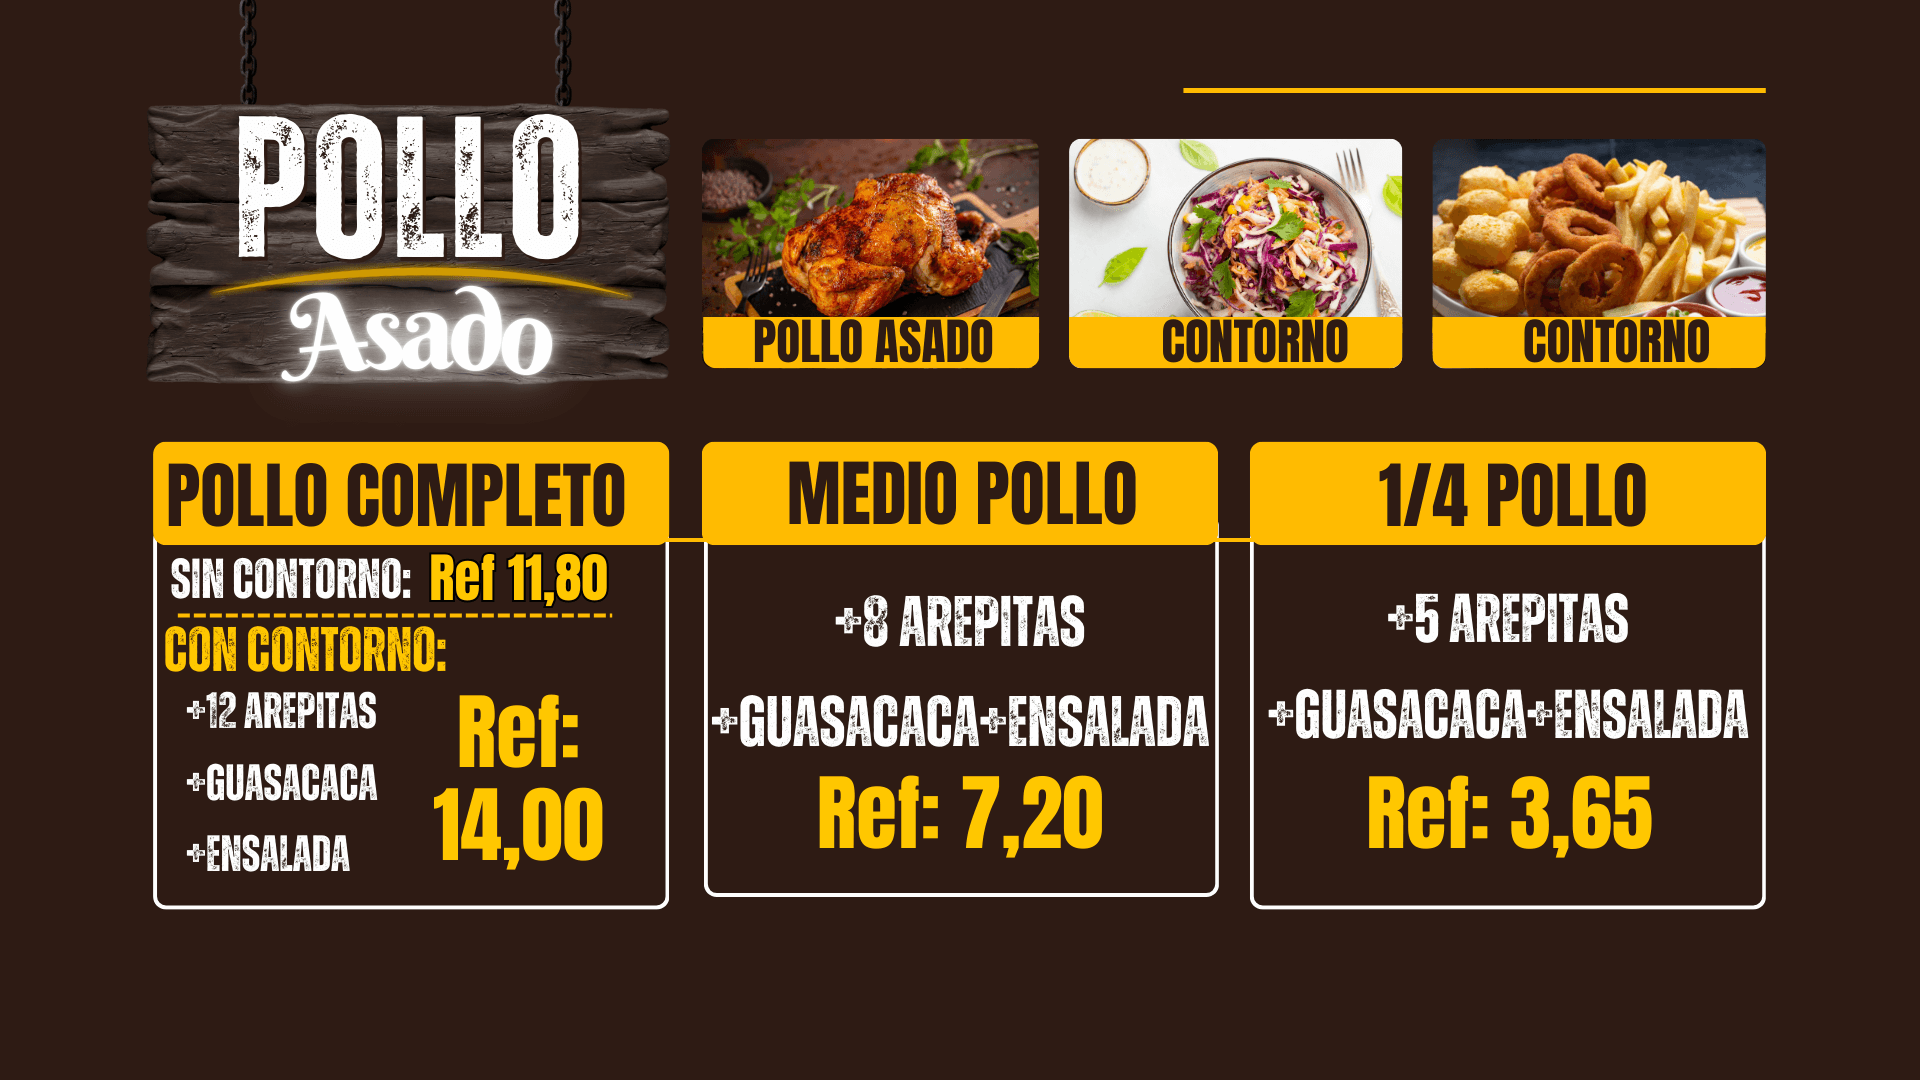 POLLO
Asado
POLLO ASADO
CONTORNO
CONTORNO
POLLO COMPLETO
SIN CONTORNO: Ref 11,80
CON CONTORNO:
+12 AREPITAS
+GUASACACA
+ENSALADA
Ref:
14,00
MEDIO POLLO
+8 AREPITAS
+GUASACACA+ENSALADA
Ref: 7,20
1/4 POLLO
+5 AREPITAS
+GUASACACA+ENSALADA
Ref: 3,65